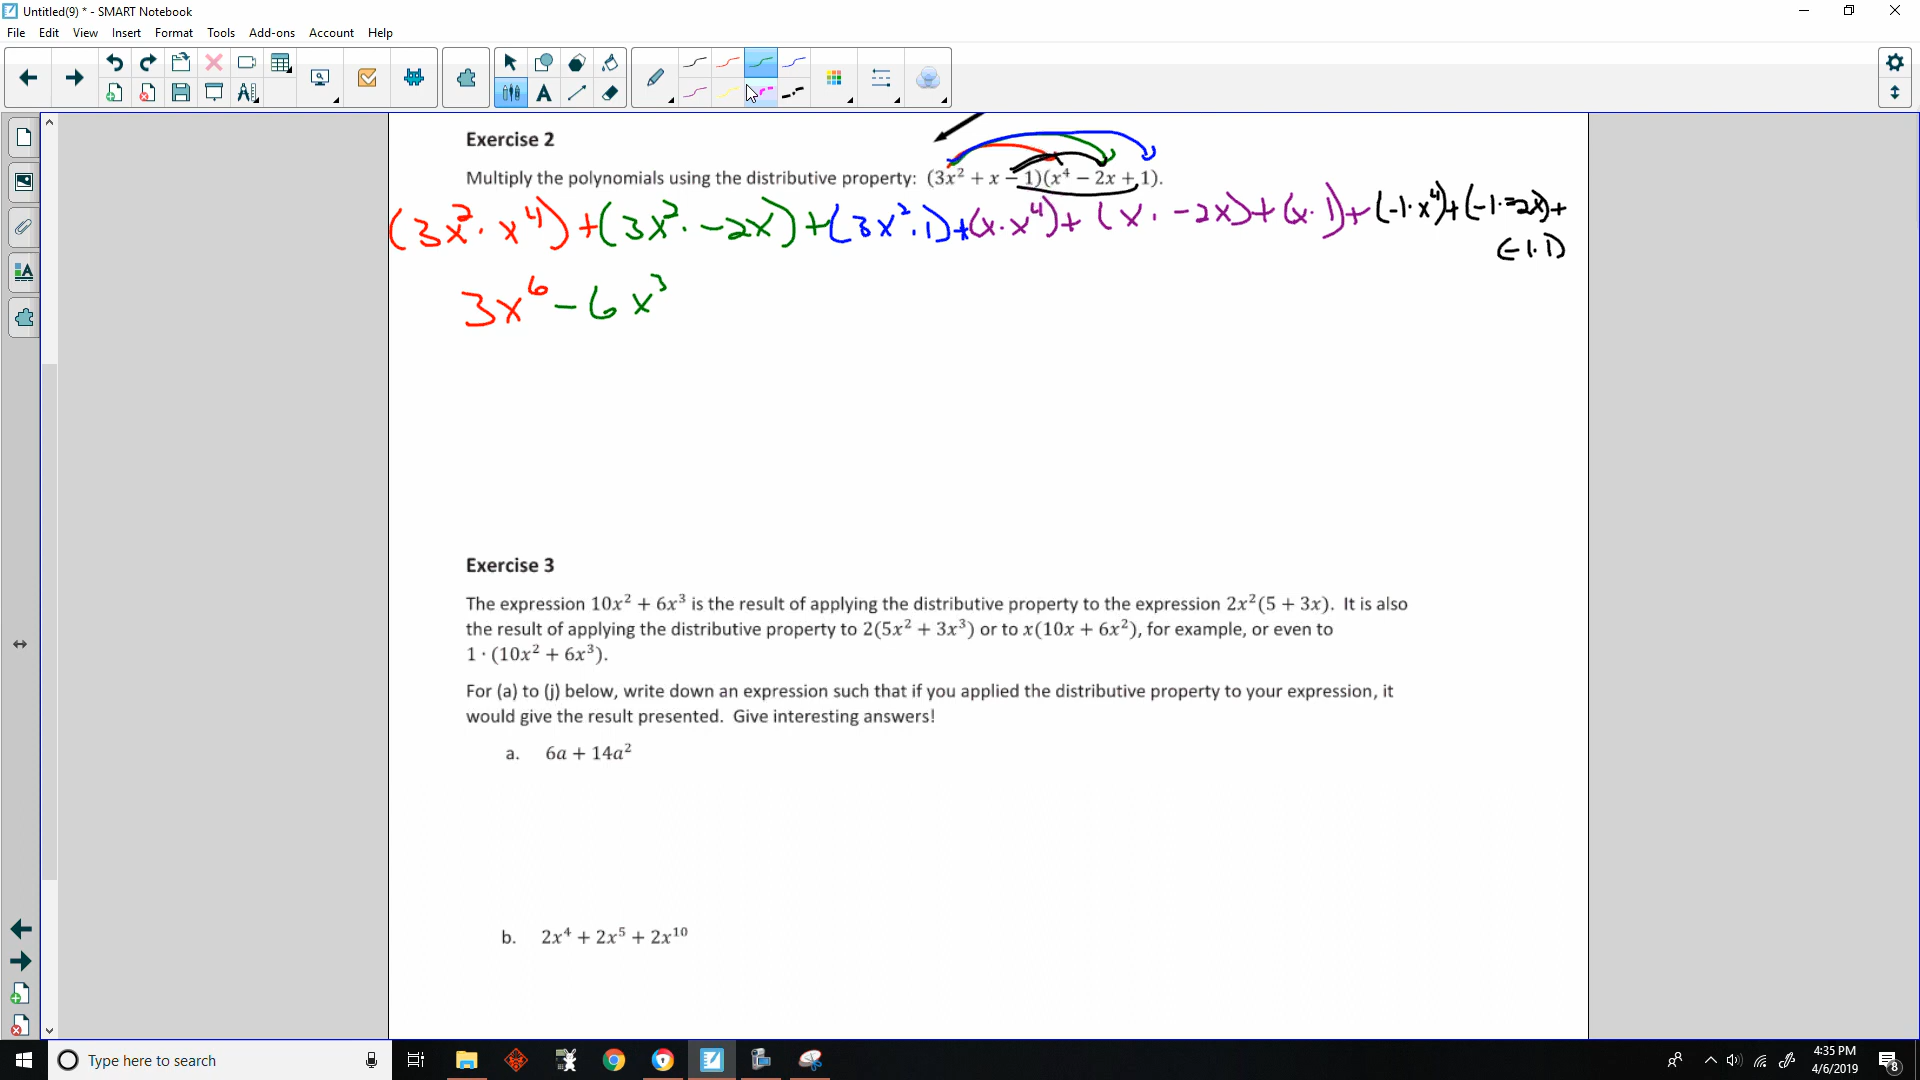 Untitled(9) * - SMART Notebook
File Edit View Insert Format Tools Add-ons Account Help
Exercise 2
Multiply the polynomials using the distributive property: (3x² + x − 1)(x⁴ − 2x + 1).
(3x²· x⁴) + (3x²· −2x) + (3x²·1) + (x·x⁴) + (x· −2x) + (x·1) + (−1·x⁴) + (−1·−2x) +
(−1·1)
3x⁶ − 6x³
Exercise 3
The expression 10x² + 6x³ is the result of applying the distributive property to the expression 2x²(5 + 3x). It is also
the result of applying the distributive property to 2(5x² + 3x³) or to x(10x + 6x²), for example, or even to
1 · (10x² + 6x³).
For (a) to (j) below, write down an expression such that if you applied the distributive property to your expression, it
would give the result presented. Give interesting answers!
a. 6a + 14a²
b. 2x⁴ + 2x⁵ + 2x¹⁰
Type here to search
4:35 PM
4/6/2019
8